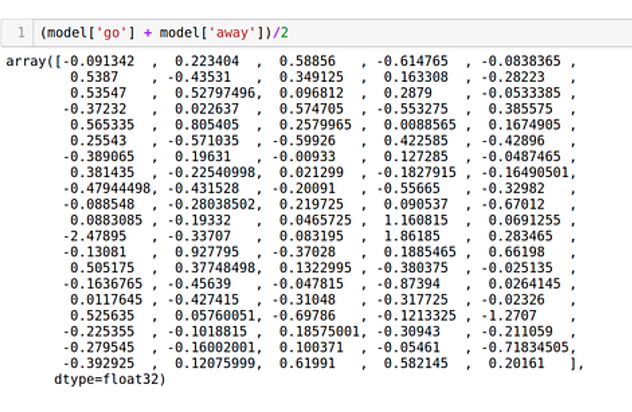 1 (model['go'] + model['away'])/2
array([-0.091342 , 0.223404 , 0.58856 , -0.614765 , -0.0838365 ,
0.5387 , -0.43531 , 0.349125 , 0.163308 , -0.28223 ,
0.53547 , 0.52797496, 0.096812 , 0.2879 , -0.0533385 ,
-0.37232 , 0.022637 , 0.574705 , -0.553275 , 0.385575 ,
0.565335 , 0.805405 , 0.2579965 , 0.0088565 , 0.1674905 ,
0.25543 , -0.571035 , -0.59926 , 0.422585 , -0.42896 ,
-0.389065 , 0.19631 , -0.00933 , 0.127285 , -0.0487465 ,
0.381435 , -0.22540998, 0.021299 , -0.1827915 , -0.16490501,
-0.47944498, -0.431528 , -0.20091 , -0.55665 , -0.32982 ,
-0.088548 , -0.28038502, 0.219725 , 0.090537 , -0.67012 ,
0.0883085 , -0.19332 , 0.0465725 , 1.160815 , 0.0691255 ,
-2.47895 , -0.33707 , 0.083195 , 1.86185 , 0.283465 ,
-0.13081 , 0.927795 , -0.37028 , 0.1885465 , 0.66198 ,
0.505175 , 0.37748498, 0.1322995 , -0.380375 , -0.025135 ,
-0.1636765 , -0.45639 , -0.047815 , -0.87394 , 0.0264145 ,
0.0117645 , -0.427415 , -0.31048 , -0.317725 , -0.02326 ,
0.525635 , 0.05760051, -0.69786 , -0.1213325 , -1.2707 ,
-0.225355 , -0.1018815 , 0.18575001, -0.30943 , -0.211059 ,
-0.279545 , -0.16002001, 0.100371 , -0.05461 , -0.71834505,
-0.392925 , 0.12075999, 0.61991 , 0.582145 , 0.20161 ],
dtype=float32)